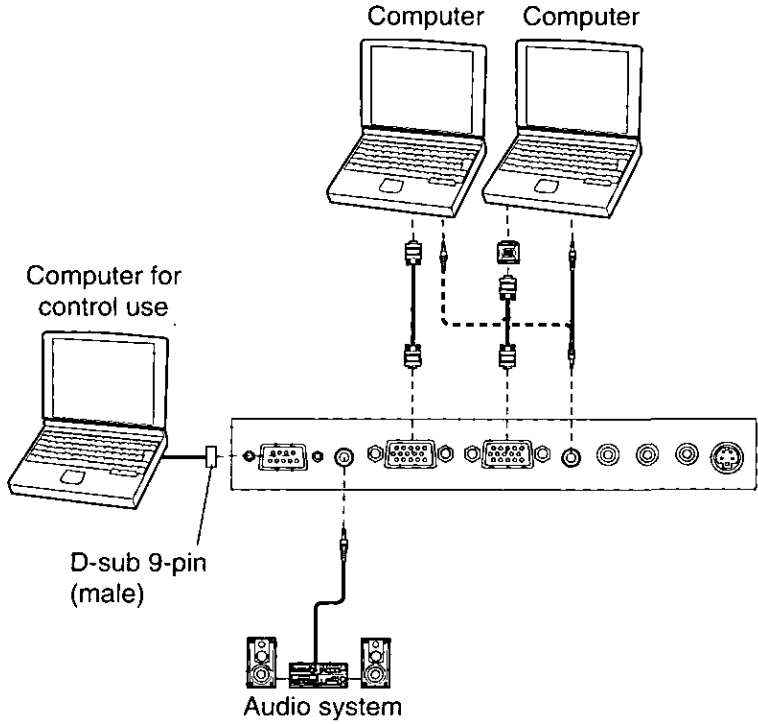 Computer
Computer
Computer for
control use
D-sub 9-pin
(male)
Audio system